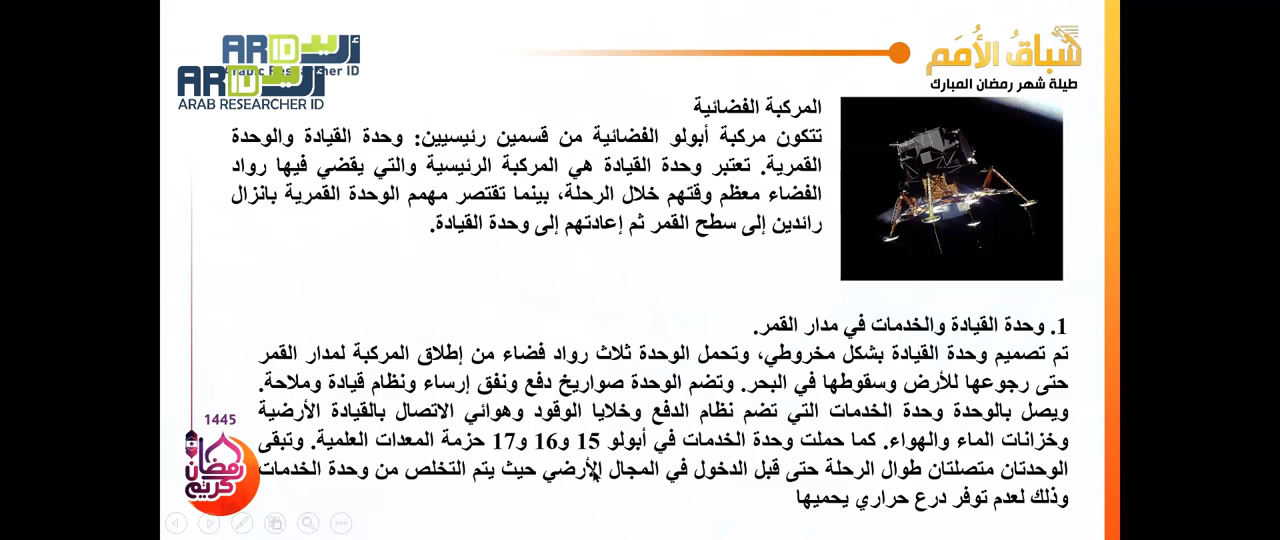 سباقُ الأُمَم
طيلة شهر رمضان المبارك
ARID أريد
ARID أريد
ARAB RESEARCHER ID
المركبة الفضائية
تتكون مركبة أبولو الفضائية من قسمين رئيسيين: وحدة القيادة والوحدة
القمرية. تعتبر وحدة القيادة هي المركبة الرئيسية والتي يقضي فيها رواد
الفضاء معظم وقتهم خلال الرحلة، بينما تقتصر مهمم الوحدة القمرية بانزال
رائدين إلى سطح القمر ثم إعادتهم إلى وحدة القيادة.
1. وحدة القيادة والخدمات في مدار القمر.
تم تصميم وحدة القيادة بشكل مخروطي، وتحمل الوحدة ثلاث رواد فضاء من إطلاق المركبة لمدار القمر
حتى رجوعها للأرض وسقوطها في البحر. وتضم الوحدة صواريخ دفع ونفق إرساء ونظام قيادة وملاحة.
ويصل بالوحدة وحدة الخدمات التي تضم نظام الدفع وخلايا الوقود وهوائي الاتصال بالقيادة الأرضية
وخزانات الماء والهواء. كما حملت وحدة الخدمات في أبولو 15 و16 و17 حزمة المعدات العلمية. وتبقى
الوحدتان متصلتان طوال الرحلة حتى قبل الدخول في المجال الأرضي حيث يتم التخلص من وحدة الخدمات
وذلك لعدم توفر درع حراري يحميها
1445
رمضان
كريم